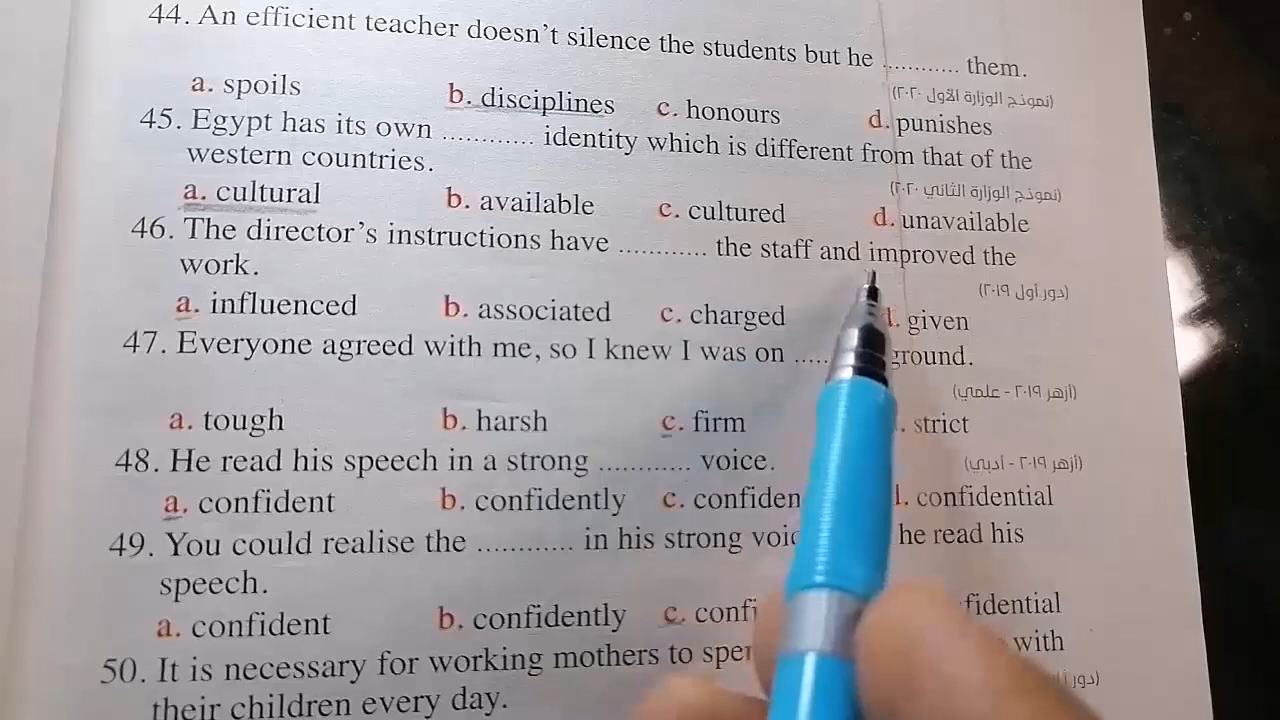 44. An efficient teacher doesn't silence the students but he ............ them.
(نموذج الوزارة الأول ٢٠٢٠)
a. spoils b. disciplines c. honours d. punishes
45. Egypt has its own ............ identity which is different from that of the
western countries.
(نموذج الوزارة الثاني ٢٠٢٠)
a. cultural b. available c. cultured d. unavailable
46. The director's instructions have ............ the staff and improved the
work.
(دور أول ٢٠١٩)
a. influenced b. associated c. charged d. given
47. Everyone agreed with me, so I knew I was on ..... ground.
(أزهر ٢٠١٩ - علمي)
a. tough b. harsh c. firm . strict
48. He read his speech in a strong ............ voice.
(أزهر ٢٠١٩ - أدبي)
a. confident b. confidently c. confiden confidential
49. You could realise the ............ in his strong he read his
speech.
a. confident b. confidently c. confi fidential
50. It is necessary for working mothers to with
their children every day.